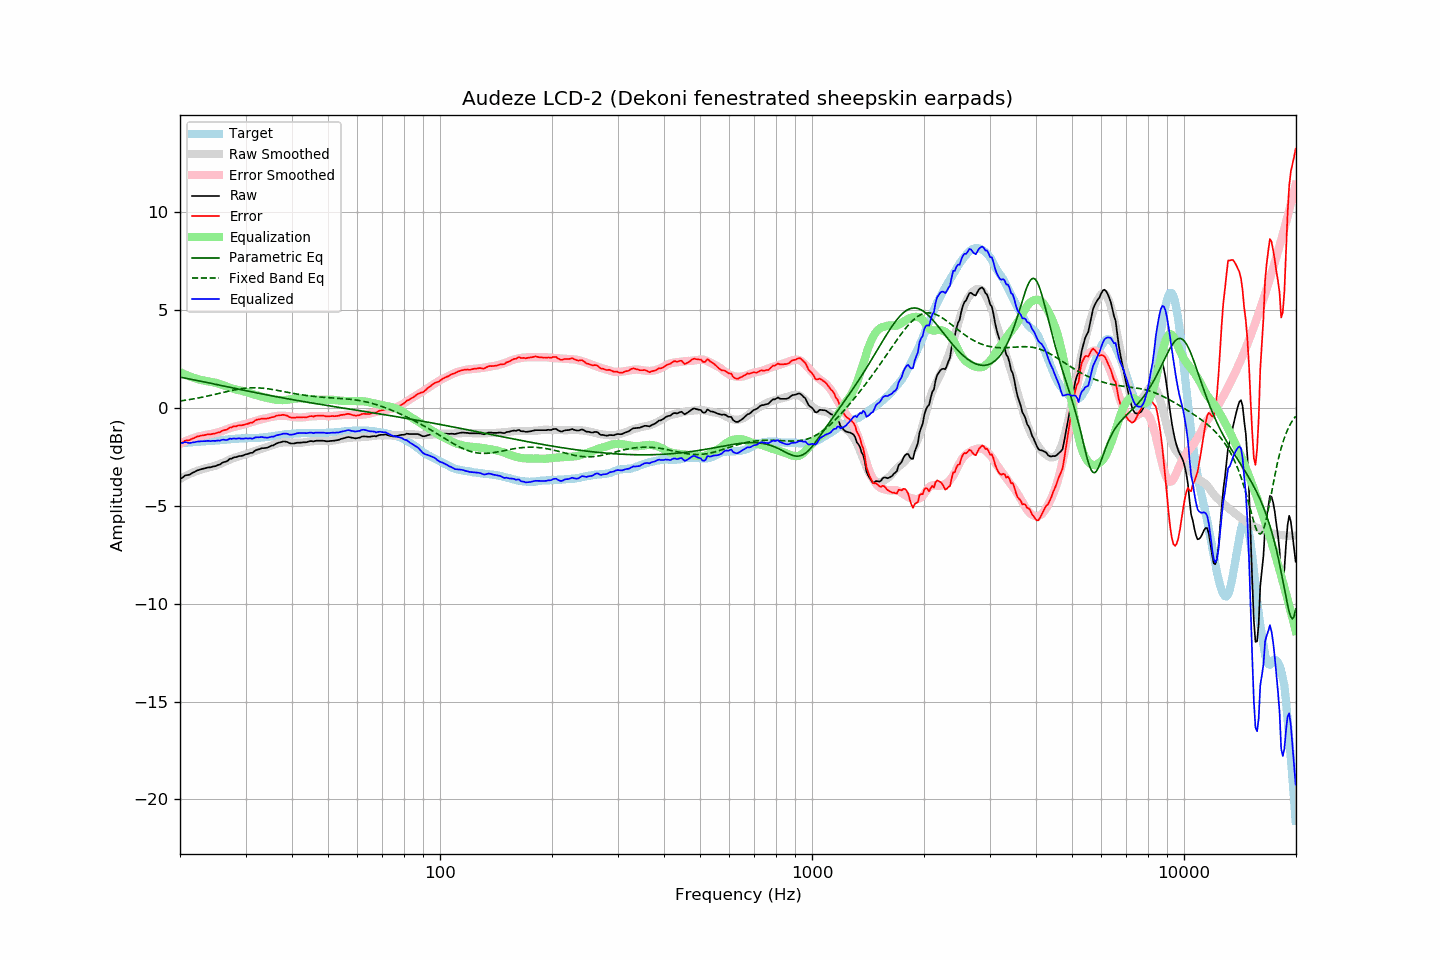 Audeze LCD-2 (Dekoni fenestrated sheepskin earpads)
Target
Raw Smoothed
Error Smoothed
Raw
Error
Equalization
Parametric Eq
Fixed Band Eq
Equalized
10
5
0
−5
−10
−15
−20
Amplitude (dBr)
100
1000
10000
Frequency (Hz)